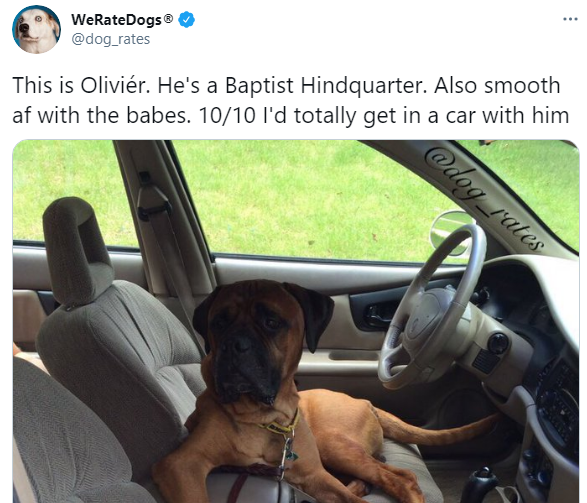 WeRateDogs®
@dog_rates
This is Oliviér. He's a Baptist Hindquarter. Also smooth
af with the babes. 10/10 I'd totally get in a car with him
@dog_rates